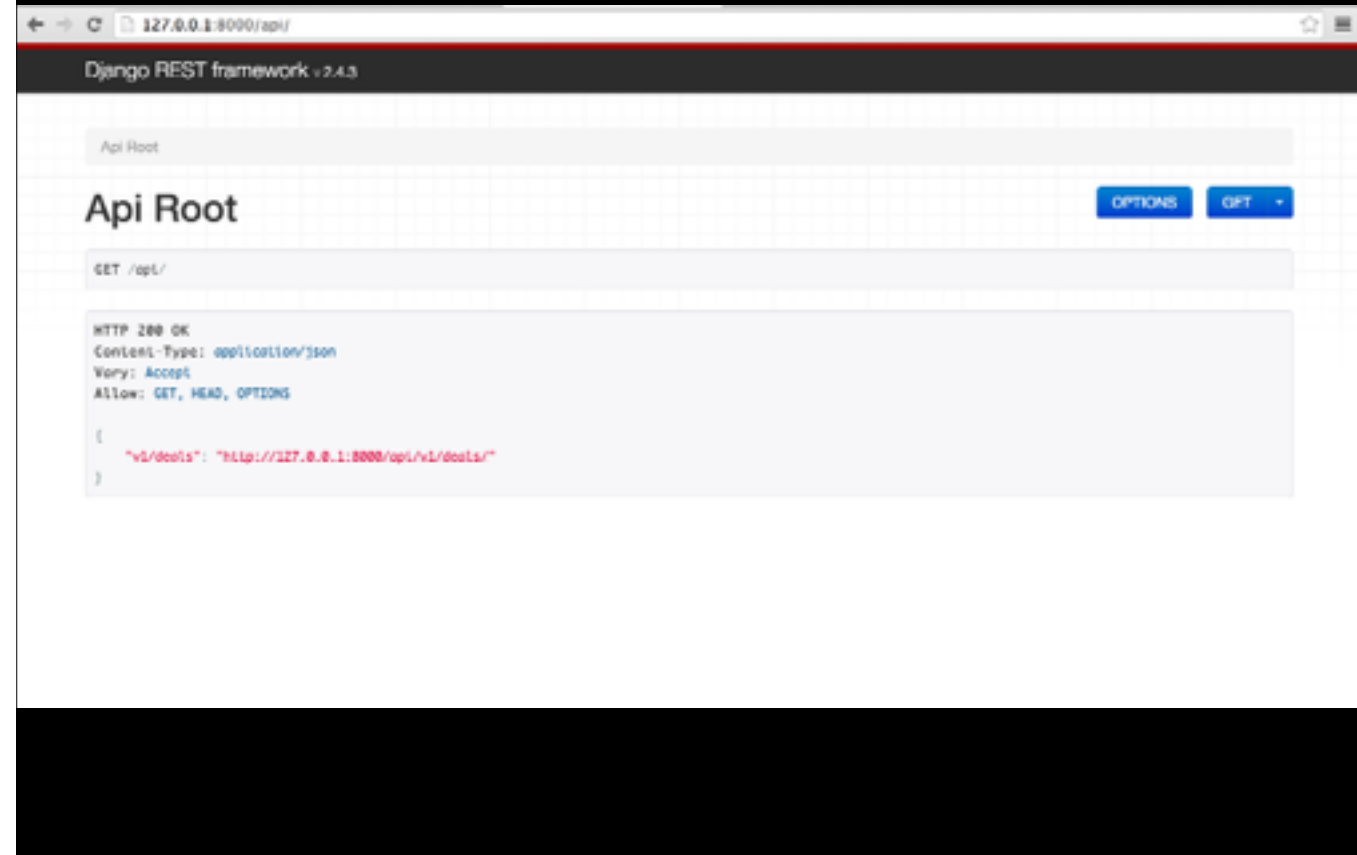 127.0.0.1:8000/api/
Django REST framework v 2.4.3
Api Root
Api Root
OPTIONS GET
GET /api/
HTTP 200 OK
Content-Type: application/json
Vary: Accept
Allow: GET, HEAD, OPTIONS
{
"v1/deals": "http://127.0.0.1:8000/api/v1/deals/"
}